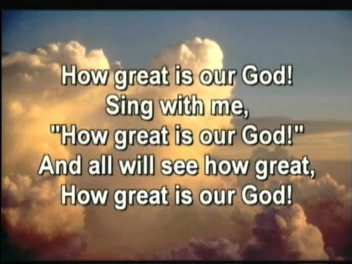 How great is our God!
Sing with me,
"How great is our God!"
And all will see how great,
How great is our God!